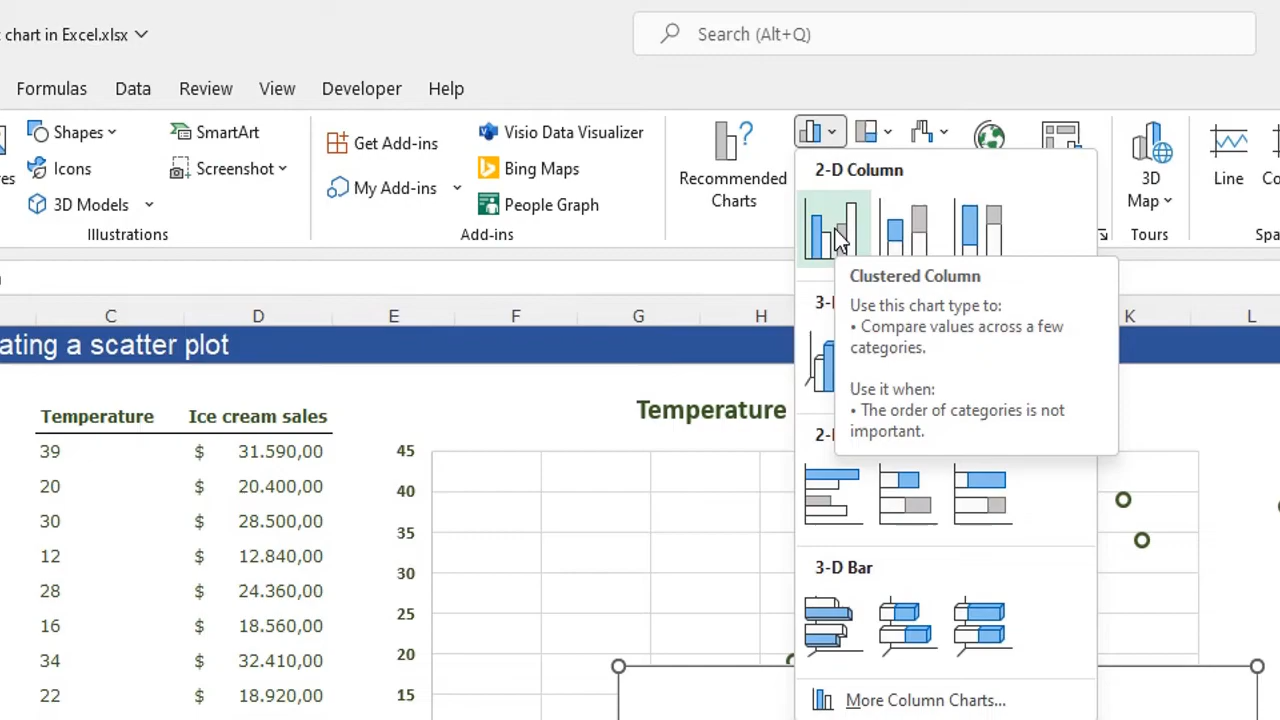 chart in Excel.xlsx
Search (Alt+Q)
Formulas Data Review View Developer Help
Shapes
SmartArt
Icons
Screenshot
3D Models
Illustrations
Get Add-ins
My Add-ins
Visio Data Visualizer
Bing Maps
People Graph
Add-ins
Recommended
Charts
3D
Map
Tours
Line
2-D Column
Clustered Column
Use this chart type to:
• Compare values across a few
categories.
Use it when:
• The order of categories is not
important.
3-D Bar
More Column Charts...
C D E F G H K L
ating a scatter plot
Temperature Ice cream sales
39 $ 31.590,00
20 $ 20.400,00
30 $ 28.500,00
12 $ 12.840,00
28 $ 24.360,00
16 $ 18.560,00
34 $ 32.410,00
22 $ 18.920,00
Temperature
45
40
35
30
25
20
15